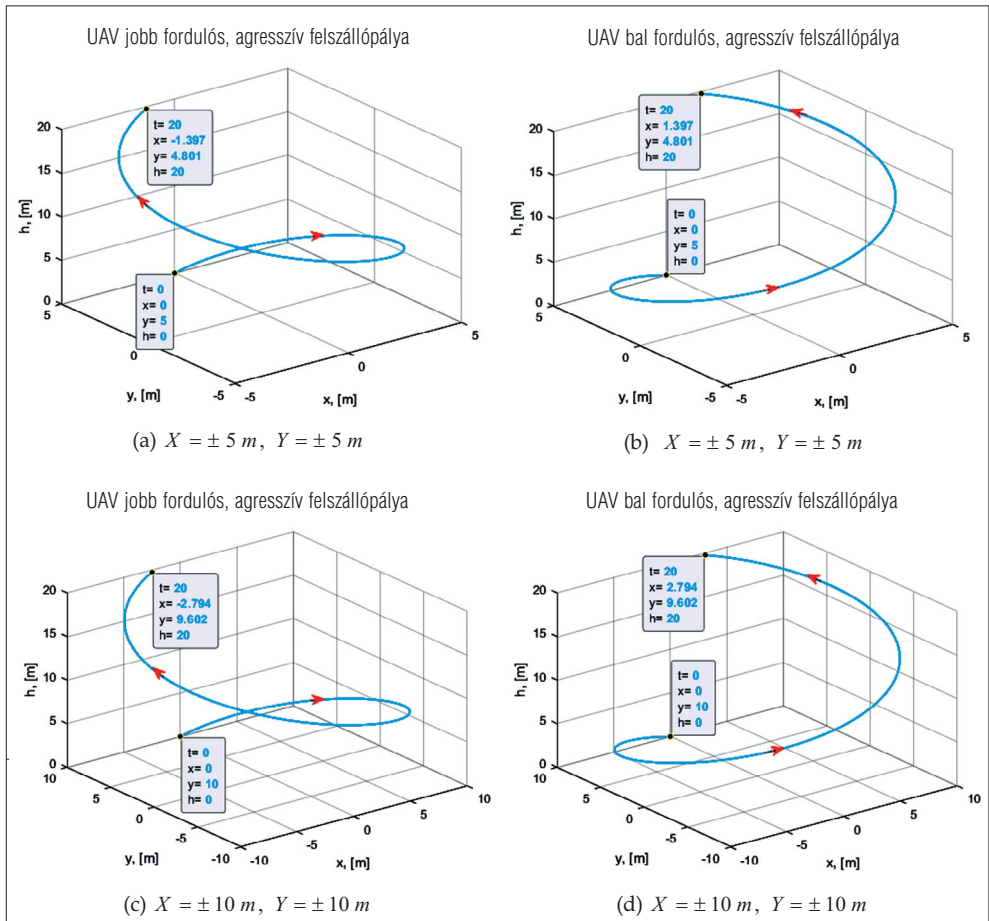 UAV jobb fordulós, agresszív felszállópálya
t= 20
x= -1.397
y= 4.801
h= 20
t= 0
x= 0
y= 5
h= 0
20
15
10
5
0
h, [m]
5
0
-5
y, [m]
-5
0
5
x, [m]
(a) X = ± 5 m, Y = ± 5 m
UAV bal fordulós, agresszív felszállópálya
t= 20
x= 1.397
y= 4.801
h= 20
t= 0
x= 0
y= 5
h= 0
20
15
10
5
0
h, [m]
5
0
-5
y, [m]
-5
0
5
x, [m]
(b) X = ± 5 m, Y = ± 5 m
UAV jobb fordulós, agresszív felszállópálya
t= 20
x= -2.794
y= 9.602
h= 20
t= 0
x= 0
y= 10
h= 0
20
15
10
5
0
h, [m]
10
5
0
-5
-10
y, [m]
-10
-5
0
5
10
x, [m]
(c) X = ± 10 m, Y = ± 10 m
UAV bal fordulós, agresszív felszállópálya
t= 20
x= 2.794
y= 9.602
h= 20
t= 0
x= 0
y= 10
h= 0
20
15
10
5
0
h, [m]
10
5
0
-5
-10
y, [m]
-10
-5
0
5
10
x, [m]
(d) X = ± 10 m, Y = ± 10 m